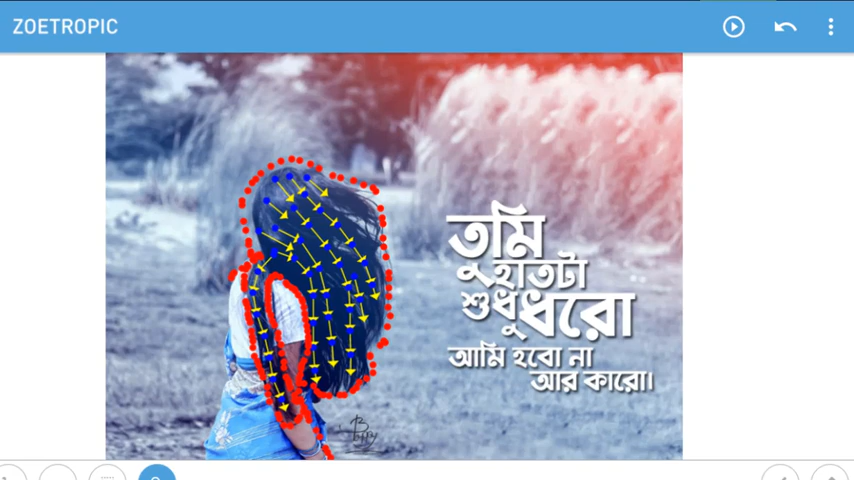 ZOETROPIC
তুমি
হাতটা
শুধু ধরো
আমি হবো না
আর কারো।